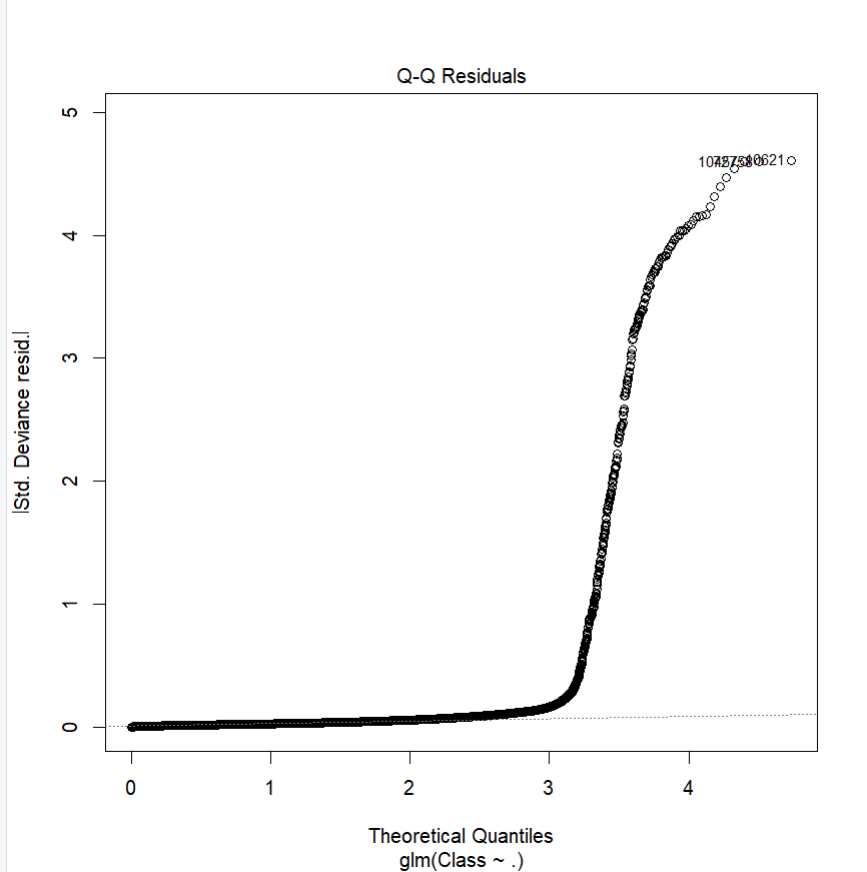 Q-Q Residuals
5
4
3
2
1
0
|Std. Deviance resid.|
10621
0 1 2 3 4
Theoretical Quantiles
glm(Class ~ .)